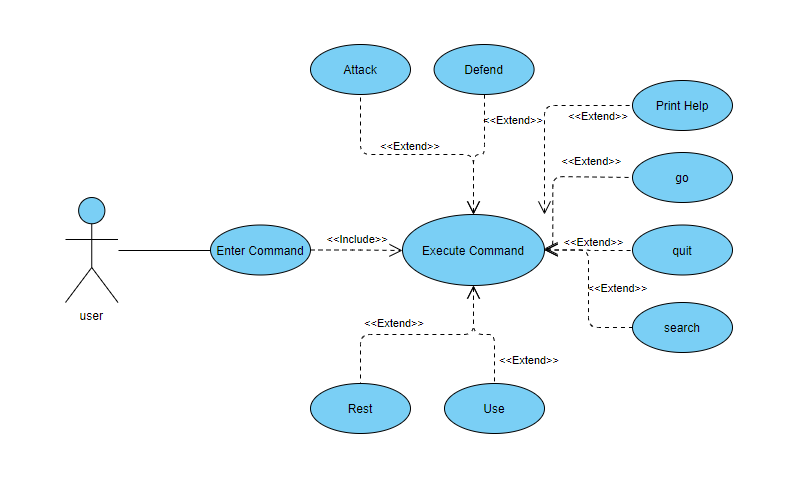 Attack
Defend
Print Help
<<Extend>>
<<Extend>>
<<Extend>>
<<Extend>>
go
user
Enter Command
<<Include>>
Execute Command
<<Extend>>
quit
<<Extend>>
search
<<Extend>>
<<Extend>>
Rest
Use